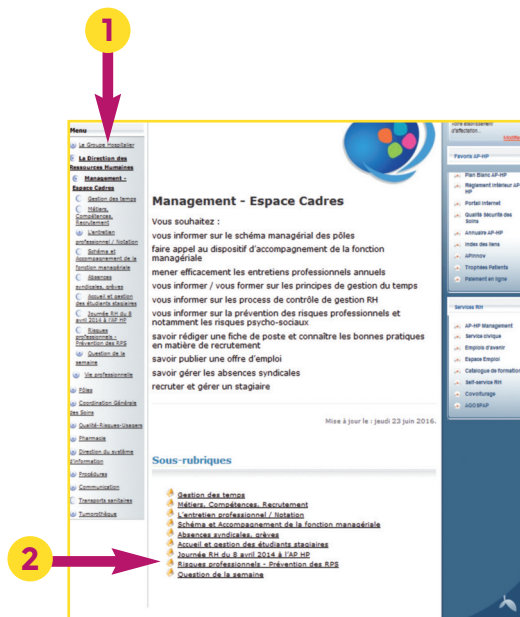 1
Menu
Le Groupe Hospitalier
La Direction des
Ressources Humaines
Management -
Espace Cadres
Gestion des temps
Métiers,
Compétences,
Recrutement
L'entretien
professionnel / Notation
Schéma et
Accompagnement de la
fonction managériale
Absences
syndicales, grèves
Accueil et gestion
des étudiants stagiaires
Journée RH du 8
avril 2014 à l'AP HP
Risques
professionnels -
Prévention des RPS
Question de la
semaine
Vie professionnelle
Pôles
Coordination Générale
des Soins
Qualité-Risques-Usagers
Pharmacie
Direction du système
d'information
Procédures
Communication
Transports sanitaires
Tumorothèque
Management - Espace Cadres
Vous souhaitez :
vous informer sur le schéma managérial des pôles
faire appel au dispositif d'accompagnement de la fonction
managériale
mener efficacement les entretiens professionnels annuels
vous informer / vous former sur les principes de gestion du temps
vous informer sur les process de contrôle de gestion RH
vous informer sur la prévention des risques professionnels et
notamment les risques psycho-sociaux
savoir rédiger une fiche de poste et connaître les bonnes pratiques
en matière de recrutement
savoir publier une offre d'emploi
savoir gérer les absences syndicales
recruter et gérer un stagiaire
Mise à jour le : jeudi 23 juin 2016.
Sous-rubriques
Gestion des temps
Métiers, Compétences, Recrutement
L'entretien professionnel / Notation
Schéma et Accompagnement de la fonction managériale
Absences syndicales, grèves
Accueil et gestion des étudiants stagiaires
Journée RH du 8 avril 2014 à l'AP HP
Risques professionnels - Prévention des RPS
Question de la semaine
2
votre établissement
d'affectation...
Favoris AP-HP
Plan Blanc AP-HP
Règlement intérieur AP-
HP
Portail Internet
Qualité Sécurité des
Soins
Annuaire AP-HP
Index des liens
APinnov
Trophées Patients
Paiement en ligne
Services RH
AP-HP Management
Service civique
Emplois d'avenir
Espace Emploi
Catalogue de formation
Self-service RH
Covoiturage
AGOSPAP